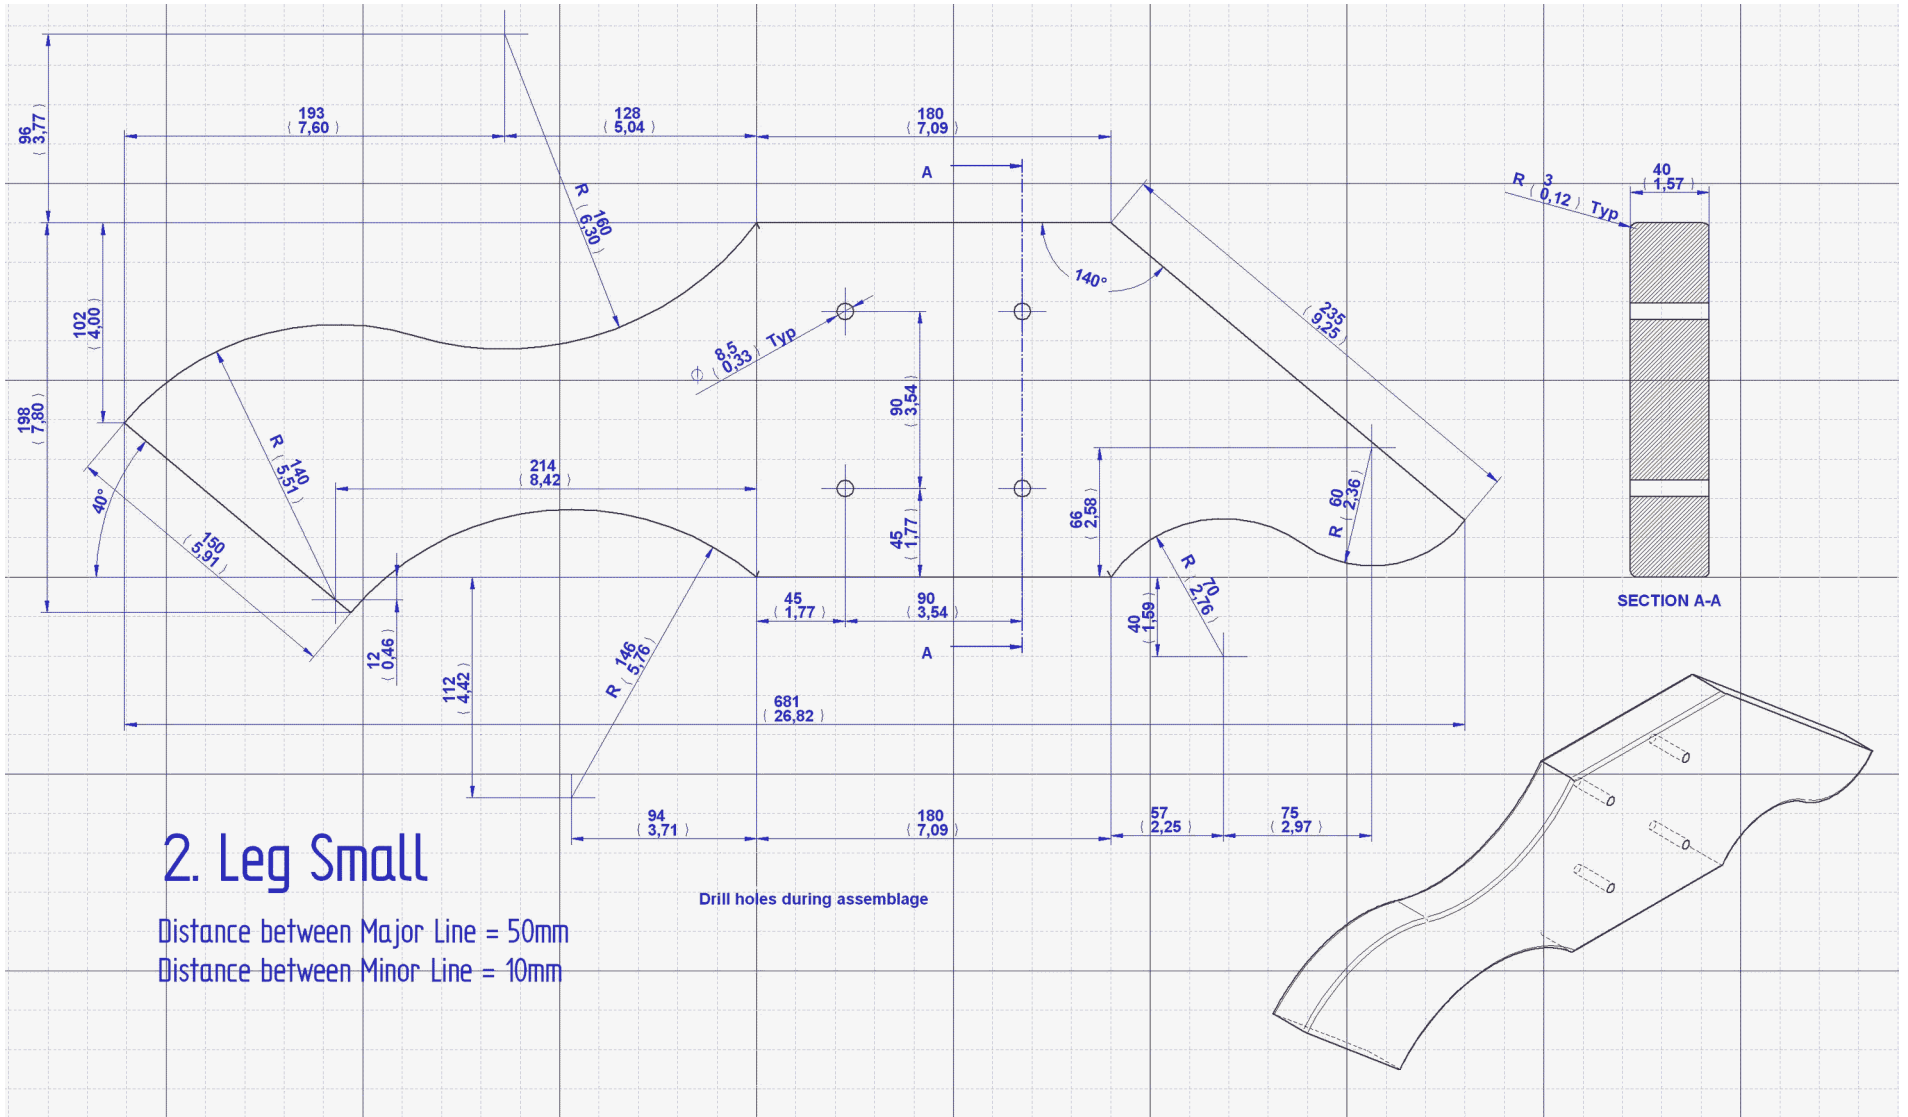 96
( 3,77 )
193
( 7,60 )
128
( 5,04 )
180
( 7,09 )
A
R ( 160
6,30 )
40
( 1,57 )
R ( 3
0,12 ) Typ
140°
235
( 9,25 )
102
( 4,00 )
198
( 7,80 )
Ø ( 8,5
0,33 ) Typ
90
( 3,54 )
R ( 140
5,51 )
214
( 8,42 )
40°
150
( 5,91 )
45
( 1,77 )
66
( 2,58 )
R ( 60
2,36 )
R ( 70
2,76 )
40
( 1,59 )
SECTION A-A
45
( 1,77 )
90
( 3,54 )
A
12
( 0,46 )
112
( 4,42 )
R ( 146
5,76 )
681
( 26,82 )
94
( 3,71 )
180
( 7,09 )
57
( 2,25 )
75
( 2,97 )
2. Leg Small
Drill holes during assemblage
Distance between Major Line = 50mm
Distance between Minor Line = 10mm